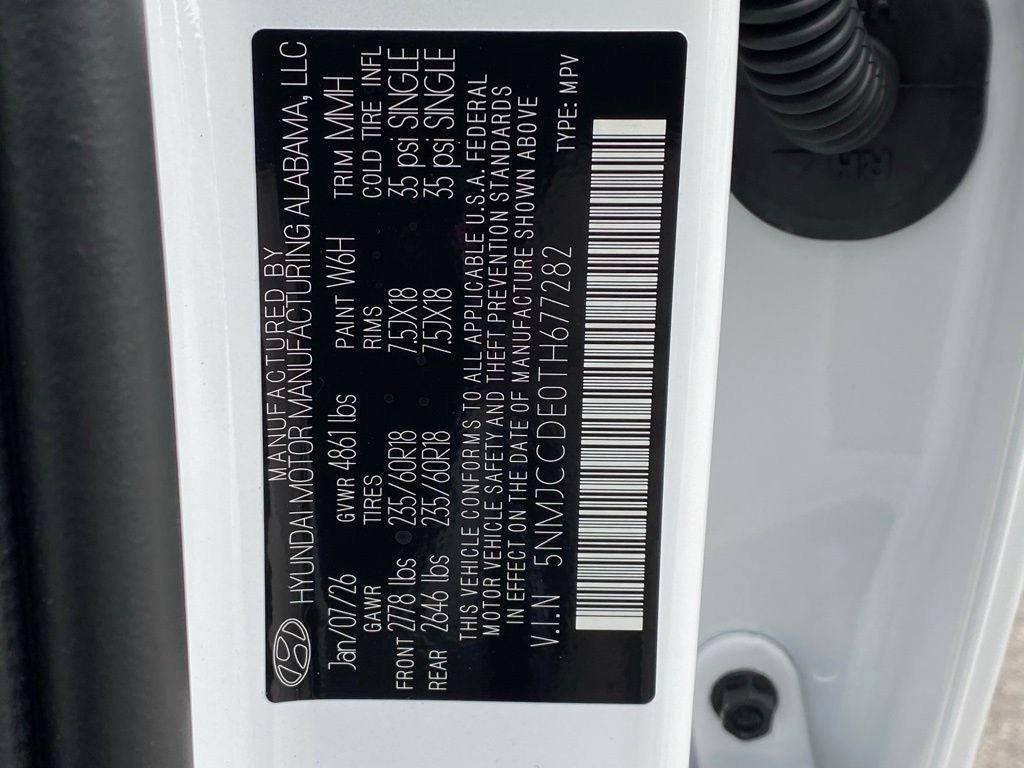 MANUFACTURED BY
HYUNDAI MOTOR MANUFACTURING ALABAMA, LLC
Jan/07/26 GVWR 4861 lbs PAINT W6H TRIM MMH
GAWR TIRES RIMS COLD TIRE INFL
FRONT 2778 lbs 235/60R18 7.5JX18 35 psi SINGLE
REAR 2646 lbs 235/60R18 7.5JX18 35 psi SINGLE
THIS VEHICLE CONFORMS TO ALL APPLICABLE U.S.A. FEDERAL
MOTOR VEHICLE SAFETY AND THEFT PREVENTION STANDARDS
IN EFFECT ON THE DATE OF MANUFACTURE SHOWN ABOVE
V.I.N 5NMJCCDE0TH677282 TYPE: MPV